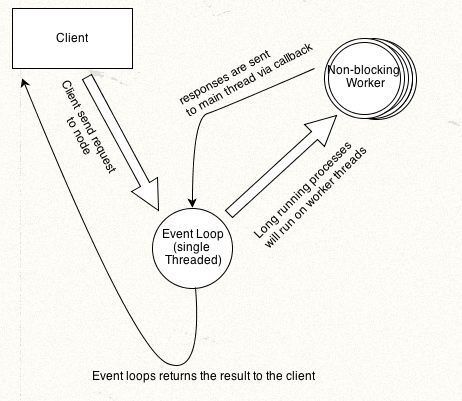 Client
Client send request
to node
responses are sent
to main thread via callback
Non-blocking
Worker
Long running processes
will run on worker threads
Event Loop
(single
Threaded)
Event loops returns the result to the client